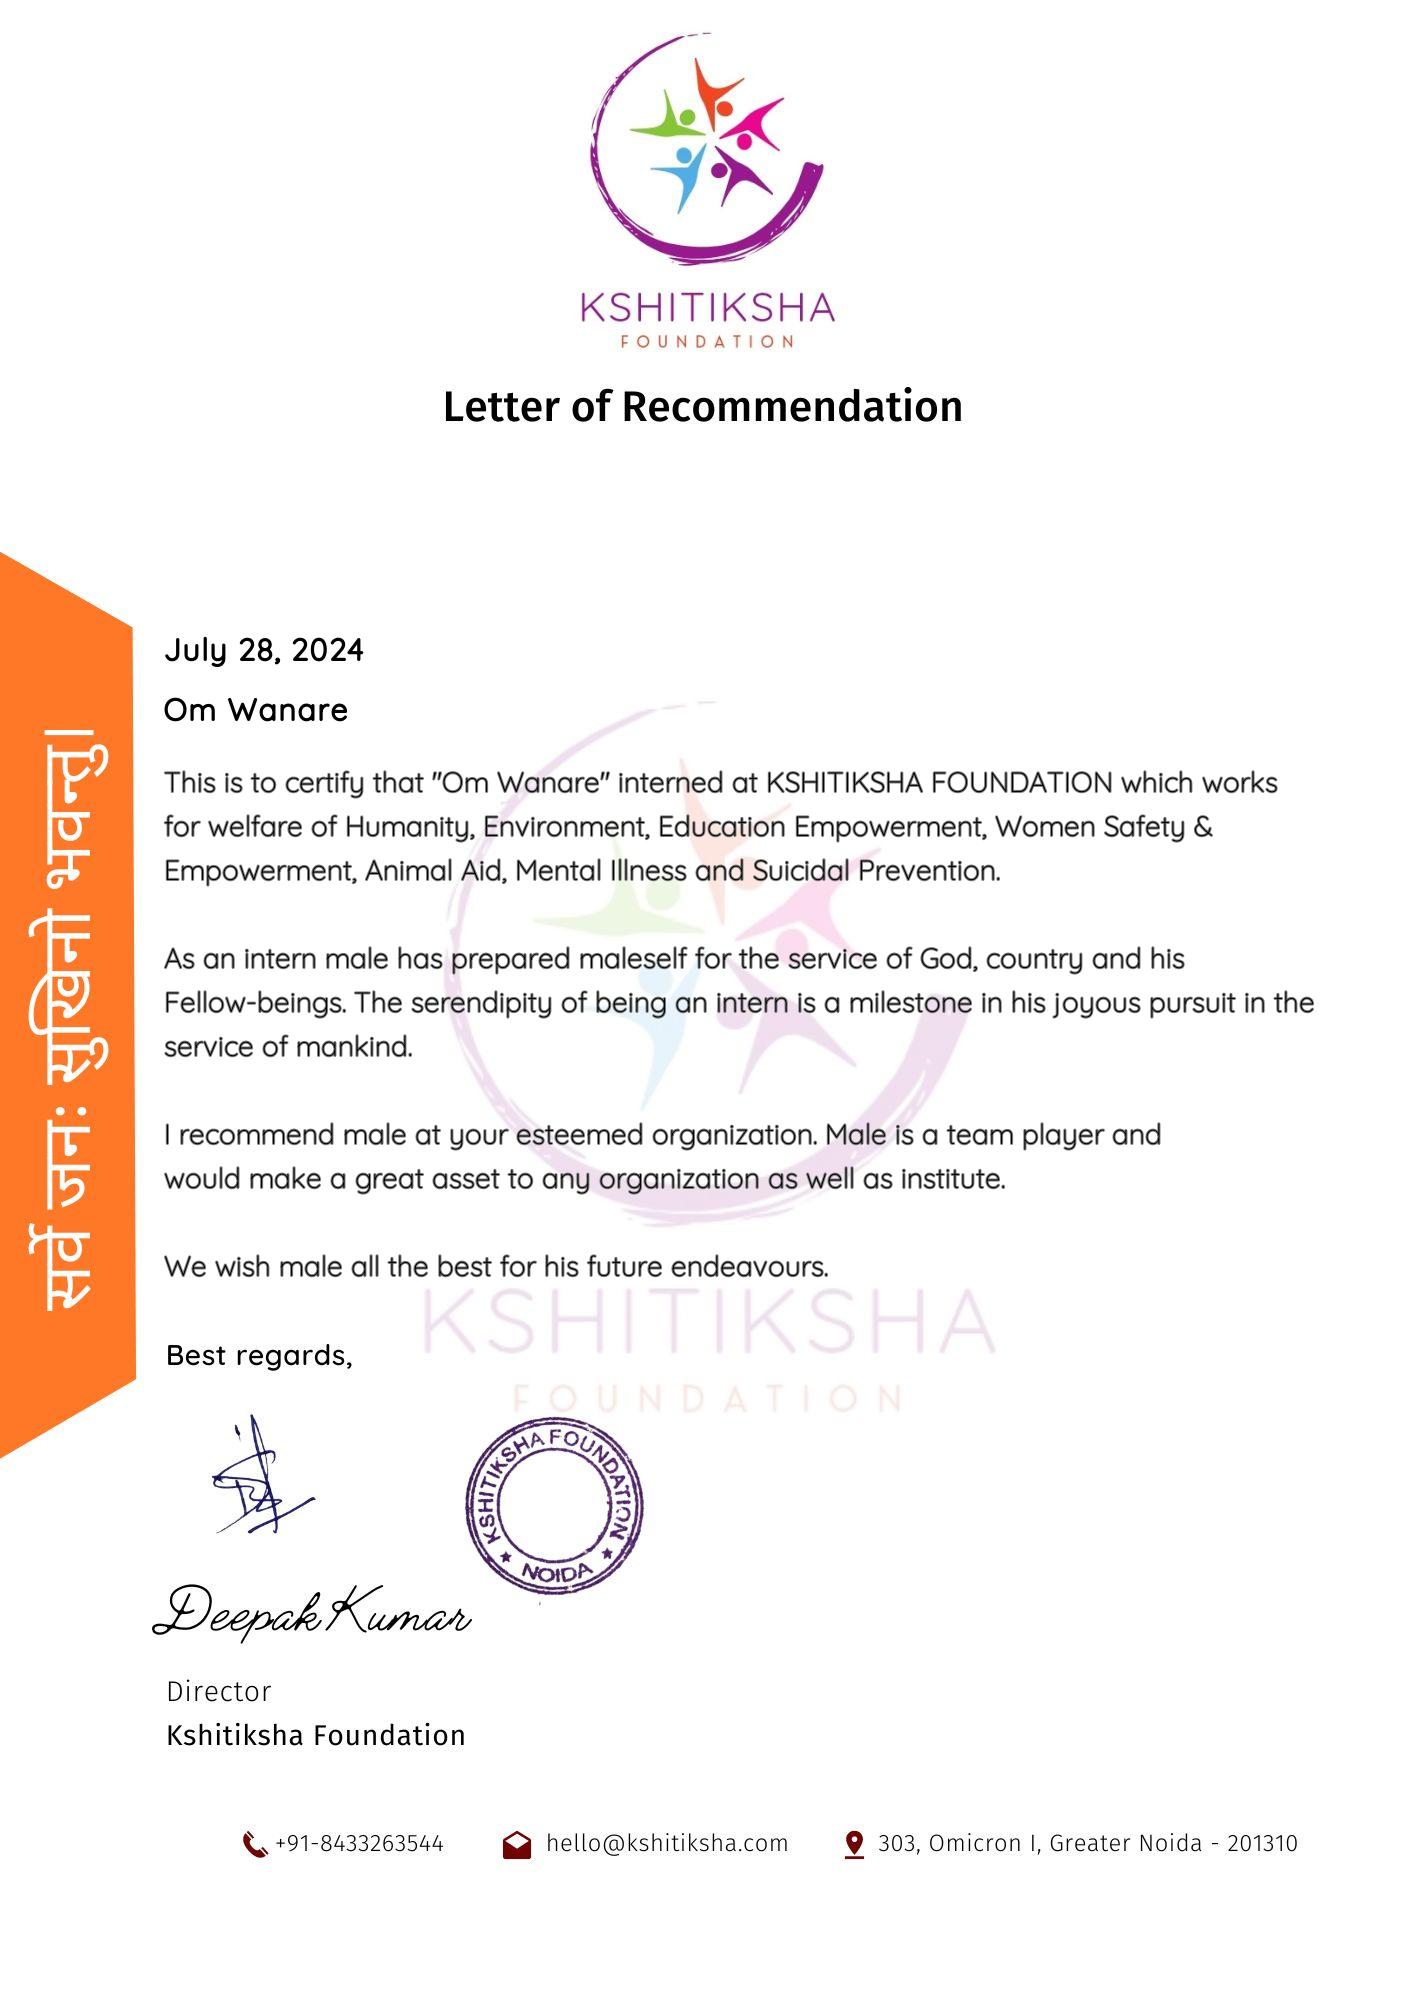 KSHITIKSHA
FOUNDATION
Letter of Recommendation
सर्वे जनः सुखिनो भवन्तु।
July 28, 2024
Om Wanare
This is to certify that "Om Wanare" interned at KSHITIKSHA FOUNDATION which works
for welfare of Humanity, Environment, Education Empowerment, Women Safety &
Empowerment, Animal Aid, Mental Illness and Suicidal Prevention.
As an intern male has prepared maleself for the service of God, country and his
Fellow-beings. The serendipity of being an intern is a milestone in his joyous pursuit in the
service of mankind.
I recommend male at your esteemed organization. Male is a team player and
would make a great asset to any organization as well as institute.
We wish male all the best for his future endeavours.
KSHITIKSHA
FOUNDATION
Best regards,
KSHITIKSHA FOUNDATION
NOIDA
Deepak Kumar
Director
Kshitiksha Foundation
+91-8433263544 hello@kshitiksha.com 303, Omicron I, Greater Noida - 201310